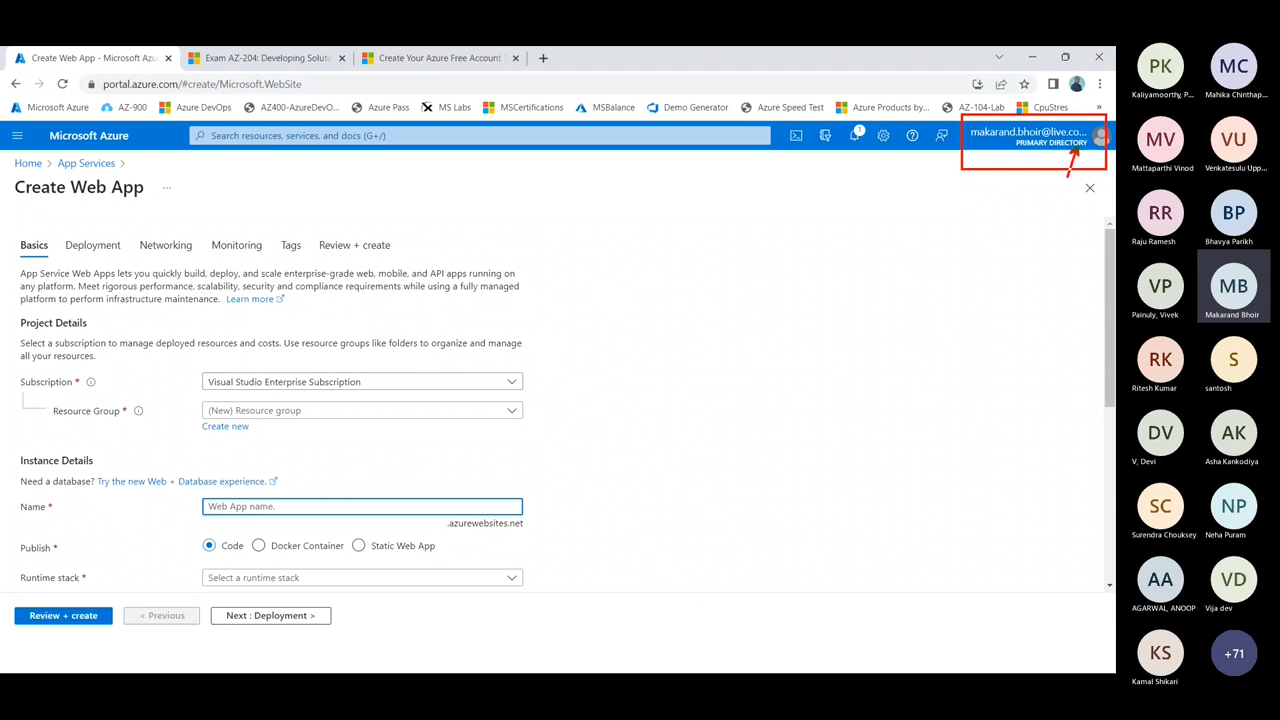 Create Web App - Microsoft Azu
Exam AZ-204: Developing Solutio
Create Your Azure Free Account
portal.azure.com/#create/Microsoft.WebSite
Microsoft Azure
AZ-900
Azure DevOps
AZ400-AzureDevO...
Azure Pass
MS Labs
MSCertifications
MSBalance
Demo Generator
Azure Speed Test
Azure Products by...
AZ-104-Lab
CpuStres
»
Microsoft Azure
Search resources, services, and docs (G+/)
1
makarand.bhoir@live.co...
PRIMARY DIRECTORY
Home > App Services >
Create Web App ...
Basics
Deployment
Networking
Monitoring
Tags
Review + create
App Service Web Apps lets you quickly build, deploy, and scale enterprise-grade web, mobile, and API apps running on
any platform. Meet rigorous performance, scalability, security and compliance requirements while using a fully managed
platform to perform infrastructure maintenance. Learn more
Project Details
Select a subscription to manage deployed resources and costs. Use resource groups like folders to organize and manage
all your resources.
Subscription *
Visual Studio Enterprise Subscription
Resource Group *
(New) Resource group
Create new
Instance Details
Need a database? Try the new Web + Database experience.
Name *
Web App name.
.azurewebsites.net
Publish *
Code
Docker Container
Static Web App
Runtime stack *
Select a runtime stack
Review + create
< Previous
Next : Deployment >
PK
Kaliyamoorthy, P...
MC
Mahika Chinthap...
MV
Mattaparthi Vinod
VU
Venkatesulu Upp...
RR
Raju Ramesh
BP
Bhavya Parikh
VP
Painuly, Vivek
MB
Makarand Bhoir
RK
Ritesh Kumar
S
santosh
DV
V, Devi
AK
Asha Kankodiya
SC
Surendra Chouksey
NP
Neha Puram
AA
AGARWAL, ANOOP
VD
Vija dev
KS
Kamal Shikari
+71